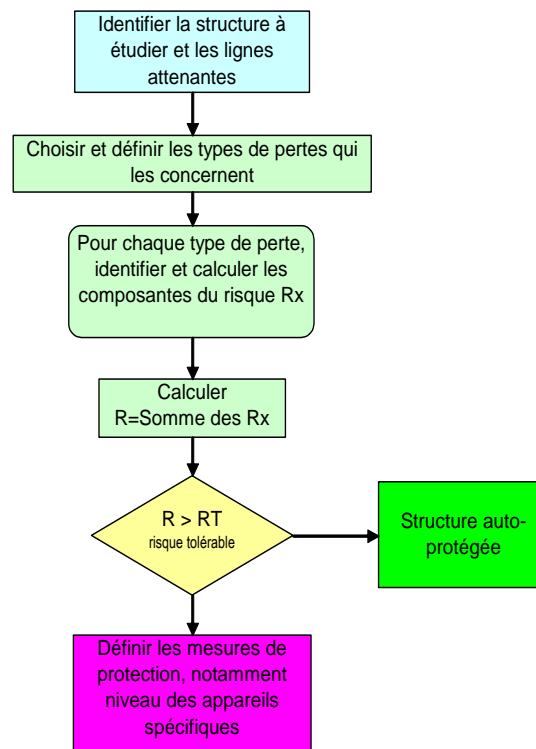 Identifier la structure à
étudier et les lignes
attenantes
Choisir et définir les types de pertes qui
les concernent
Pour chaque type de perte,
identifier et calculer les
composantes du risque Rx
Calculer
R=Somme des Rx
R > RT
risque tolérable
Structure auto-
protégée
Définir les mesures de
protection, notamment
niveau des appareils
spécifiques